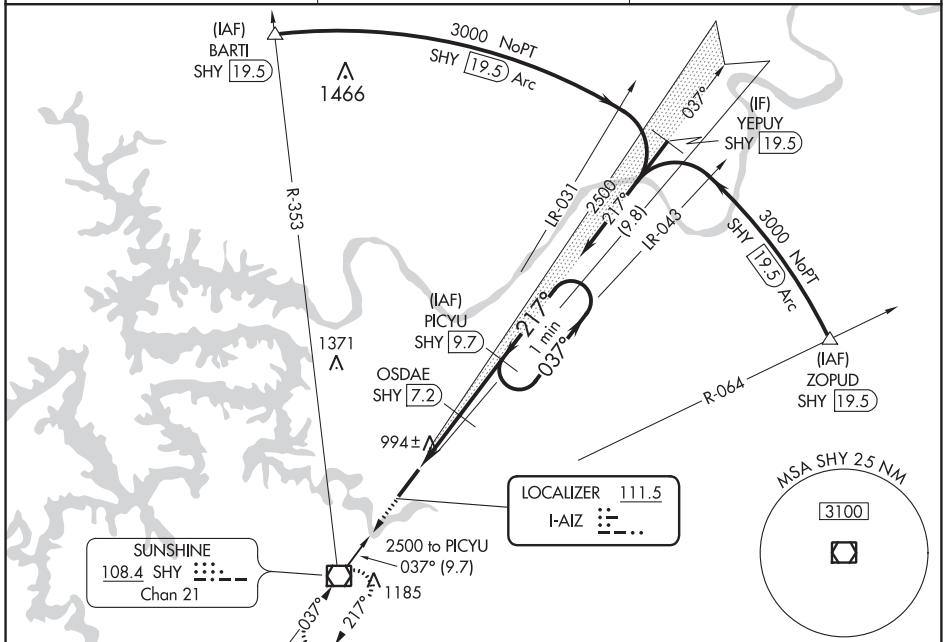 (IAF)
BARTI
SHY 19.5
1466
3000 NoPT
SHY 19.5 Arc
037°
(IF)
YEPUY
SHY 19.5
R-353
LR-031
2500
217°
(9.8)
LR-043
3000 NoPT
SHY 19.5 Arc
(IAF)
PICYU
SHY 9.7
217°
1 min
037°
1371
OSDAE
SHY 7.2
(IAF)
ZOPUD
SHY 19.5
R-064
994±
MSA SHY 25 NM
3100
LOCALIZER 111.5
I-AIZ
SUNSHINE
108.4 SHY
Chan 21
2500 to PICYU
037° (9.7)
1185
037°
217°